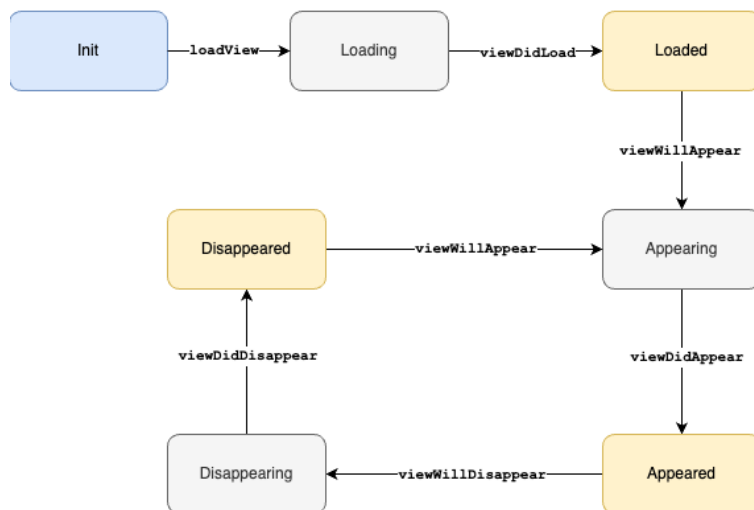 Init
loadView
Loading
viewDidLoad
Loaded
viewWillAppear
Disappeared
viewWillAppear
Appearing
viewDidDisappear
viewDidAppear
Disappearing
viewWillDisappear
Appeared